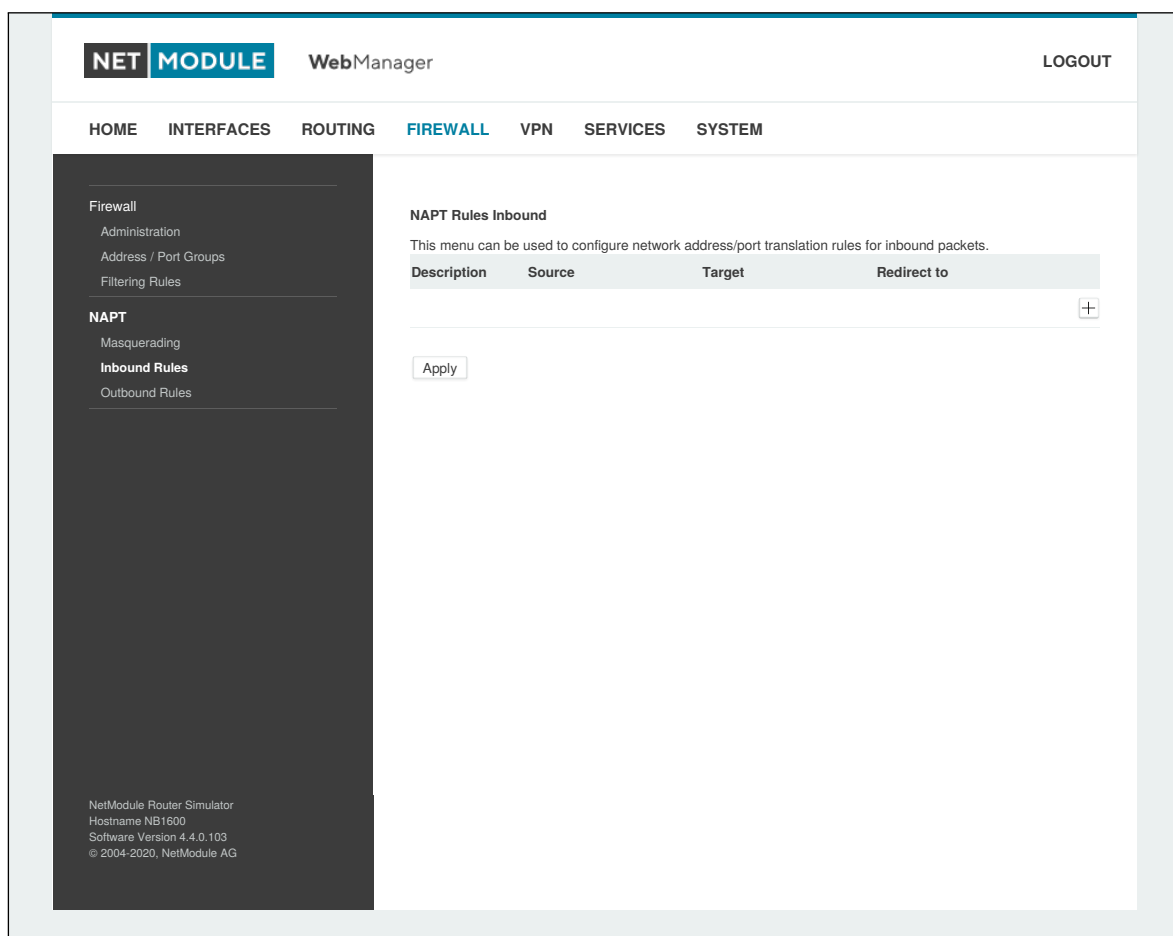 NET MODULE WebManager LOGOUT
HOME INTERFACES ROUTING FIREWALL VPN SERVICES SYSTEM
Firewall
Administration
Address / Port Groups
Filtering Rules
NAPT
Masquerading
Inbound Rules
Outbound Rules
NAPT Rules Inbound
This menu can be used to configure network address/port translation rules for inbound packets.
Description Source Target Redirect to
Apply
NetModule Router Simulator
Hostname NB1600
Software Version 4.4.0.103
© 2004-2020, NetModule AG